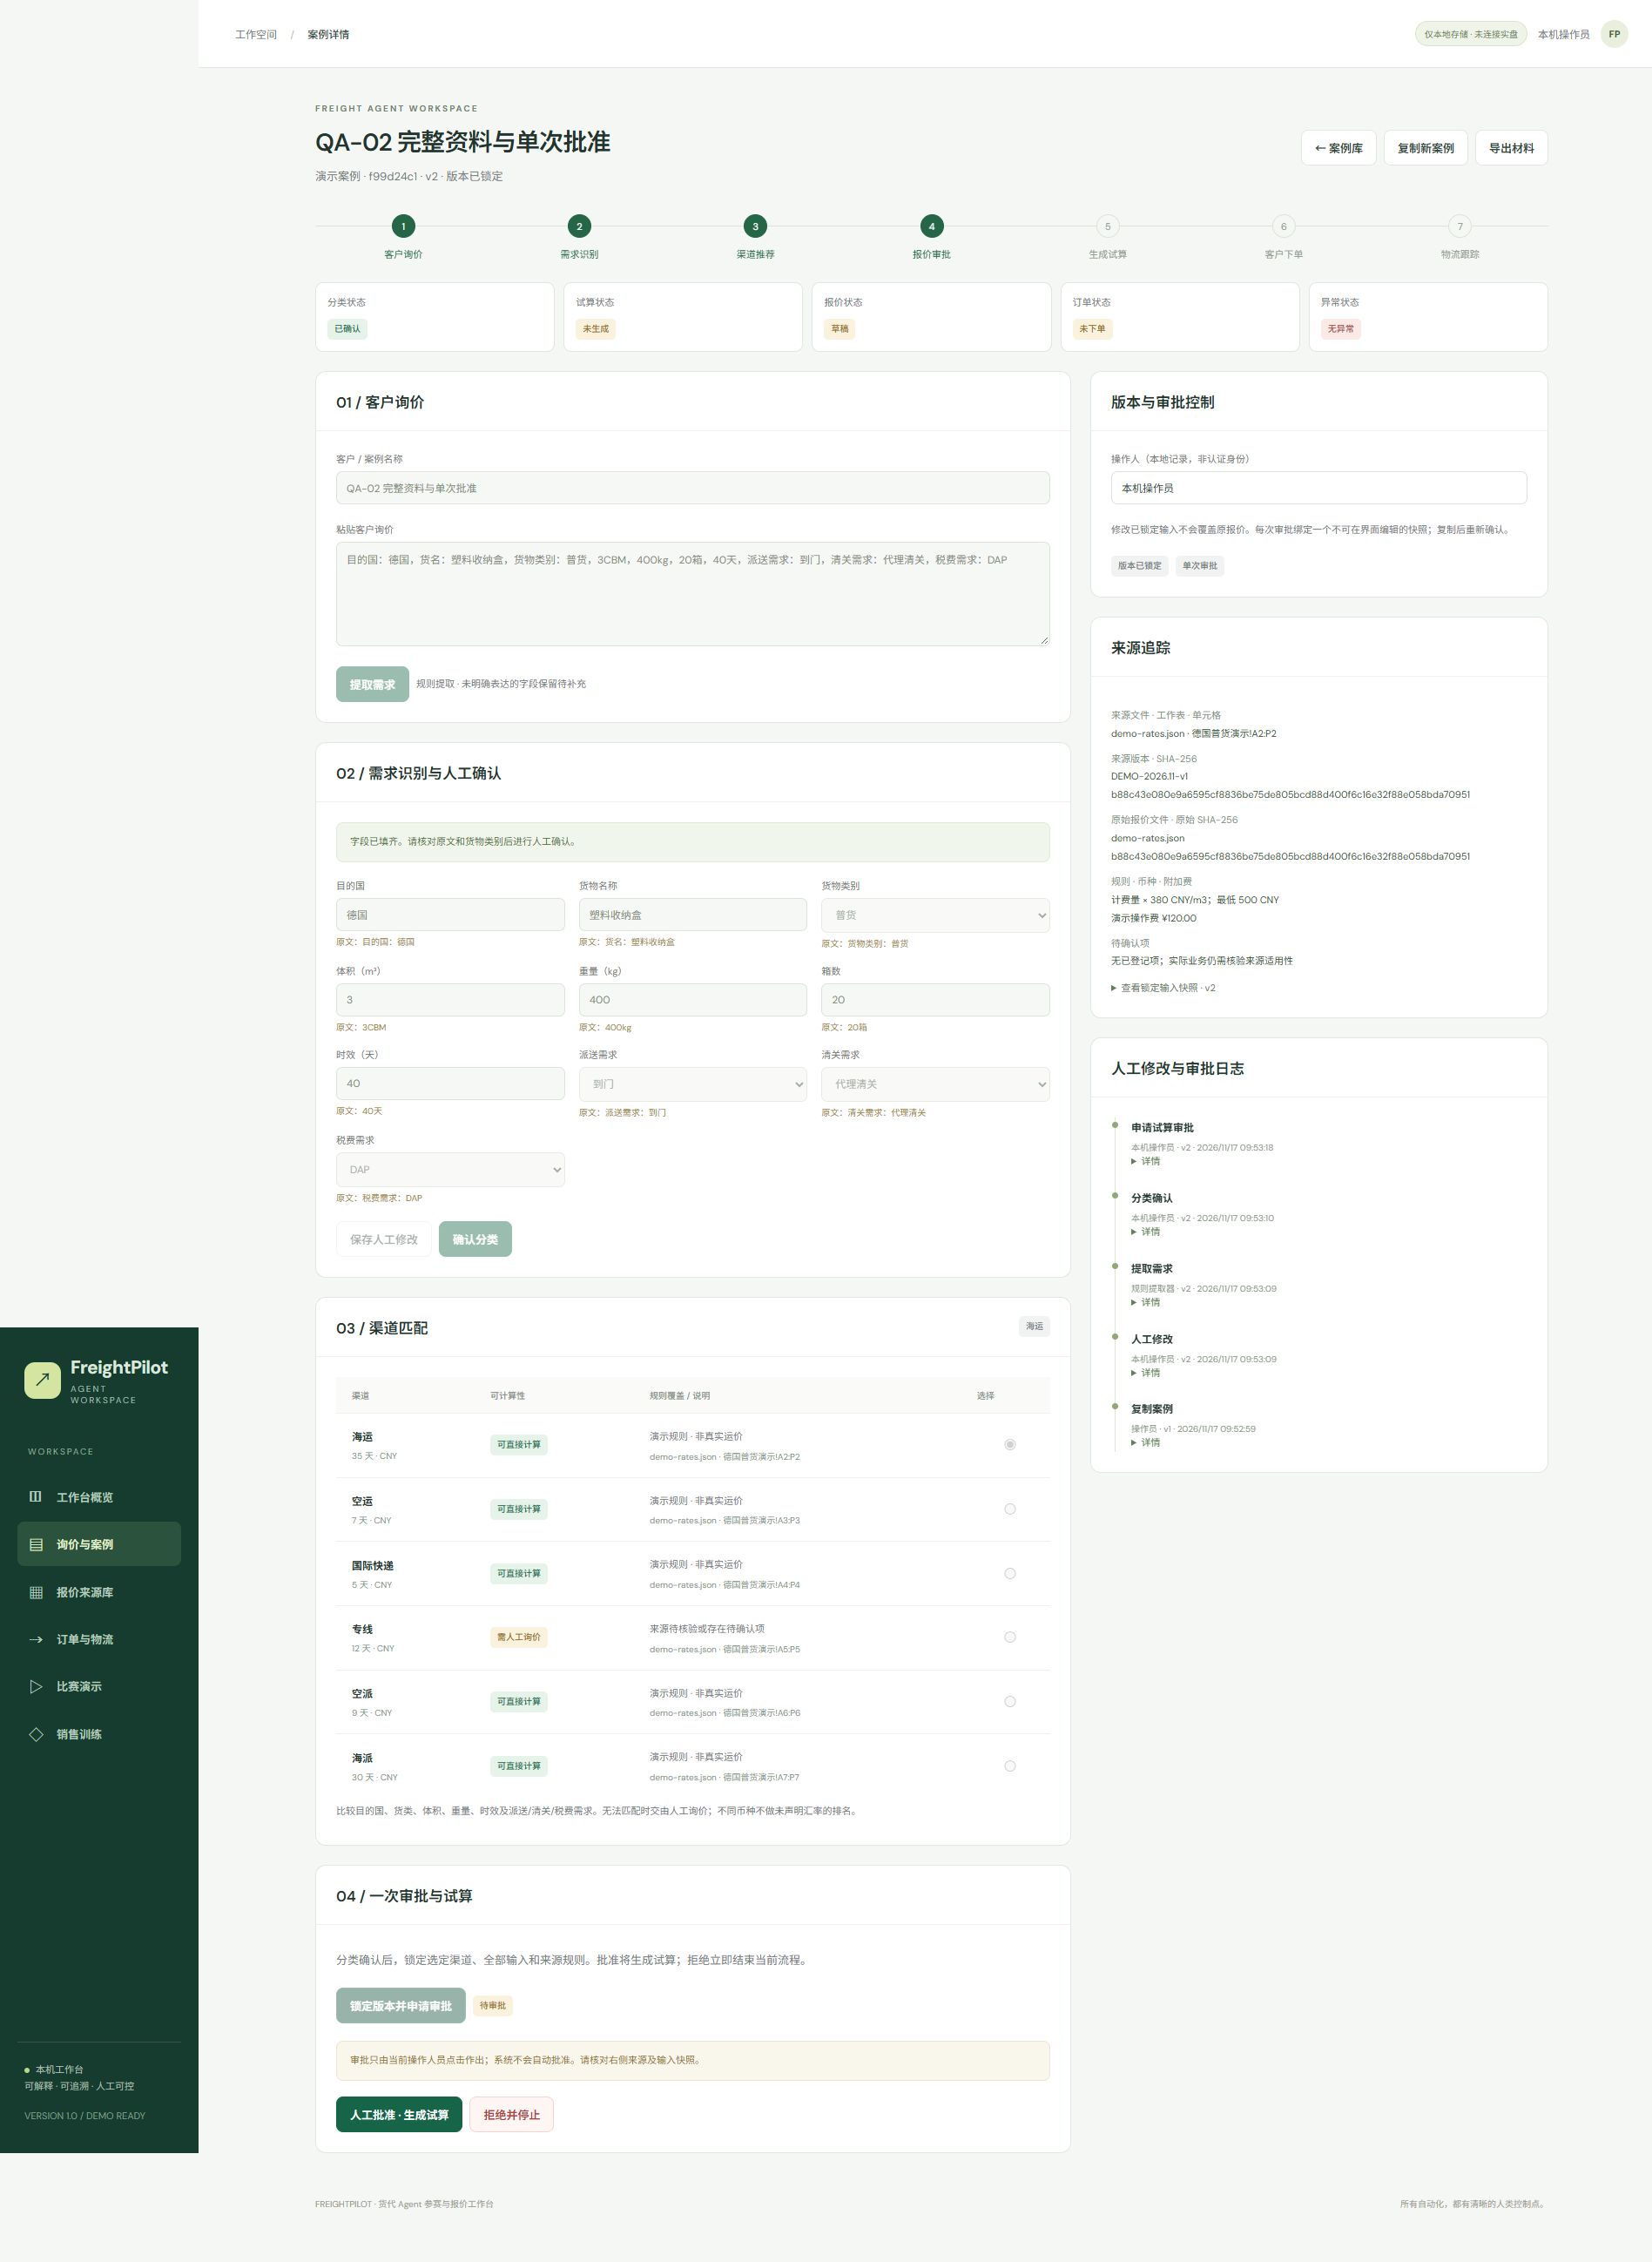 工作空间 / 案例详情
仅本地存储 · 未连接实盘 本机操作员 FP
FREIGHT AGENT WORKSPACE
QA-02 完整资料与单次批准
演示案例 · f99d24c1 · v2 · 版本已锁定
← 案例库 复制新案例 导出材料
1 2 3 4 5 6 7
客户询价 需求识别 渠道推荐 报价审批 生成试算 客户下单 物流跟踪
分类状态 试算状态 报价状态 订单状态 异常状态
已确认 未生成 草稿 未下单 无异常
01 / 客户询价
客户 / 案例名称
QA-02 完整资料与单次批准
粘贴客户询价
目的国：德国，货名：塑料收纳盒，货物类别：普货，3CBM，400kg，20箱，40天，派送需求：到门，清关需求：代理清关，税费需求：DAP
提取需求 规则提取 · 未明确表达的字段保留待补充
02 / 需求识别与人工确认
字段已填齐。请核对原文和货物类别后进行人工确认。
目的国 货物名称 货物类别
德国 塑料收纳盒 普货
原文：目的国：德国 原文：货名：塑料收纳盒 原文：货物类别：普货
体积（m³） 重量（kg） 箱数
3 400 20
原文：3CBM 原文：400kg 原文：20箱
时效（天） 派送需求 清关需求
40 到门 代理清关
原文：40天 原文：派送需求：到门 原文：清关需求：代理清关
税费需求
DAP
原文：税费需求：DAP
保存人工修改 确认分类
03 / 渠道匹配 海运
渠道 可计算性 规则覆盖 / 说明 选择
海运 可直接计算 演示规则 · 非真实运价
35 天 · CNY demo-rates.json · 德国普货演示!A2:P2
空运 可直接计算 演示规则 · 非真实运价
7 天 · CNY demo-rates.json · 德国普货演示!A3:P3
国际快递 可直接计算 演示规则 · 非真实运价
5 天 · CNY demo-rates.json · 德国普货演示!A4:P4
专线 需人工询价 来源待核验或存在待确认项
12 天 · CNY demo-rates.json · 德国普货演示!A5:P5
空派 可直接计算 演示规则 · 非真实运价
9 天 · CNY demo-rates.json · 德国普货演示!A6:P6
海派 可直接计算 演示规则 · 非真实运价
30 天 · CNY demo-rates.json · 德国普货演示!A7:P7
比较目的国、货类、体积、重量、时效及派送/清关/税费需求。无法匹配时交由人工询价；不同币种不做未声明汇率的排名。
04 / 一次审批与试算
分类确认后，锁定选定渠道、全部输入和来源规则。批准将生成试算；拒绝立即结束当前流程。
锁定版本并申请审批 待审批
审批只由当前操作人员点击作出；系统不会自动批准。请核对右侧来源及输入快照。
人工批准 · 生成试算 拒绝并停止
版本与审批控制
操作人（本地记录，非认证身份）
本机操作员
修改已锁定输入不会覆盖原报价。每次审批绑定一个不可在界面编辑的快照；复制后重新确认。
版本已锁定 单次审批
来源追踪
来源文件 · 工作表 · 单元格
demo-rates.json · 德国普货演示!A2:P2
来源版本 · SHA-256
DEMO-2026.11-v1
b88c43e080e9a6595cf8836be75de805bcd88d400f6c16e32f88e058bda70951
原始报价文件 · 原始 SHA-256
demo-rates.json
b88c43e080e9a6595cf8836be75de805bcd88d400f6c16e32f88e058bda70951
规则 · 币种 · 附加费
计费量 × 380 CNY/m3；最低 500 CNY
演示操作费 ¥120.00
待确认项
无已登记项；实际业务仍需核验来源适用性
▶ 查看锁定输入快照 · v2
人工修改与审批日志
申请试算审批
本机操作员 · v2 · 2026/11/17 09:53:18
▶ 详情
分类确认
本机操作员 · v2 · 2026/11/17 09:53:10
▶ 详情
提取需求
规则提取器 · v2 · 2026/11/17 09:53:09
▶ 详情
人工修改
本机操作员 · v2 · 2026/11/17 09:53:09
▶ 详情
复制案例
操作员 · v1 · 2026/11/17 09:52:59
▶ 详情
FreightPilot
AGENT
WORKSPACE
WORKSPACE
工作台概览
询价与案例
报价来源库
订单与物流
比赛演示
销售训练
本机工作台
可解释 · 可追溯 · 人工可控
VERSION 1.0 / DEMO READY
FREIGHTPILOT · 货代 Agent 参赛与报价工作台
所有自动化，都有清晰的人类控制点。